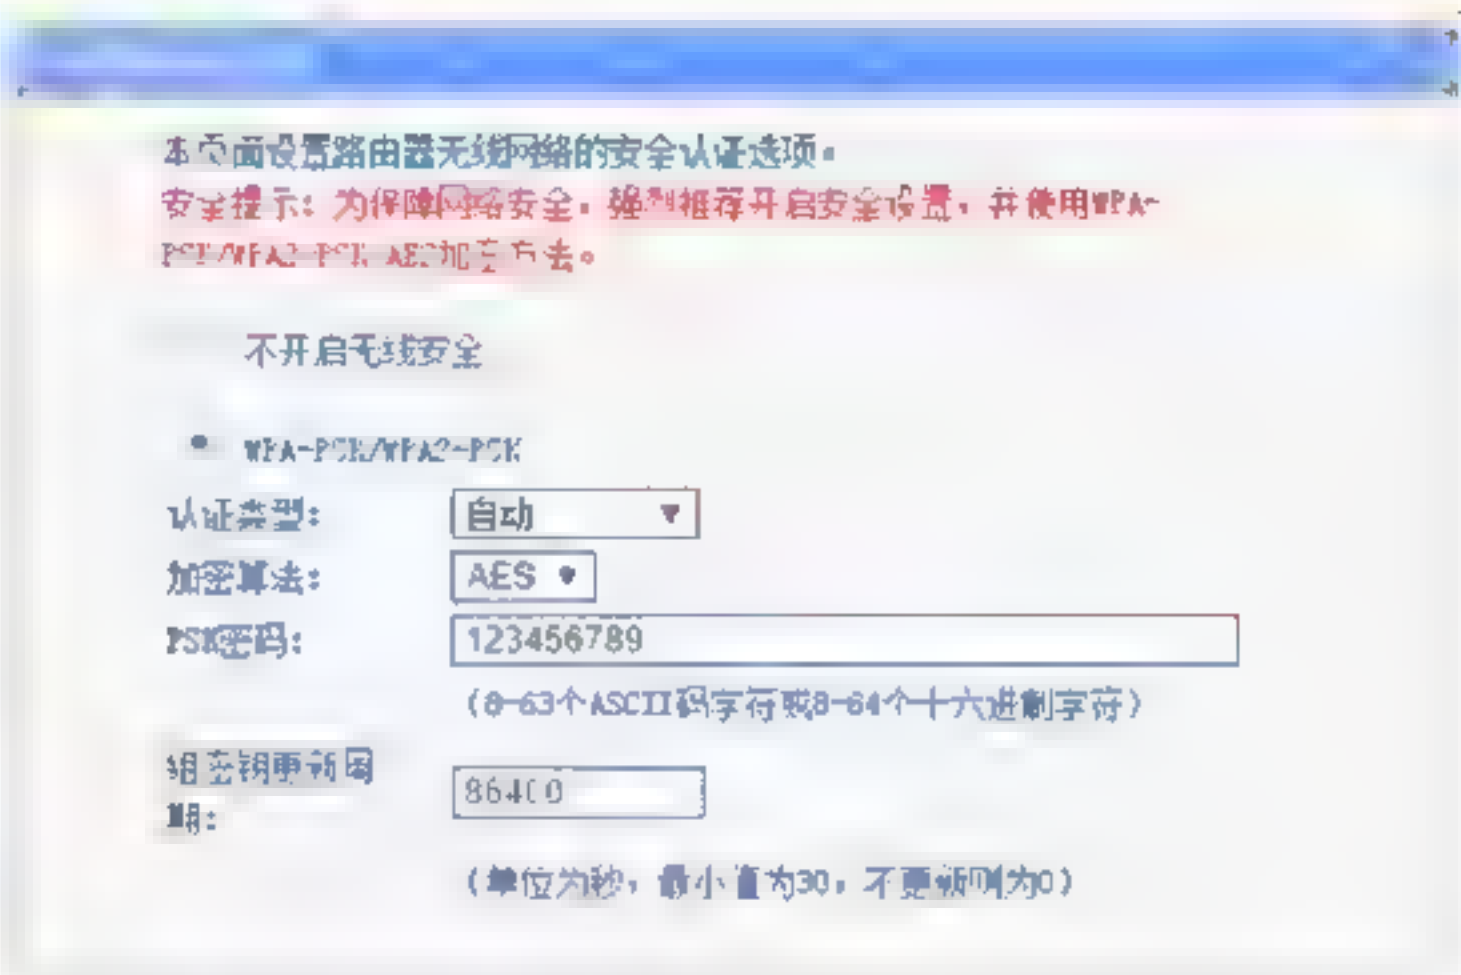 本页面设置路由器无线网络的安全认证选项。
安全提示：为保障网络安全，强烈推荐开启安全设置，并使用WPA-
PSK/WPA2-PSK AES加密方法。
不开启无线安全
WPA-PSK/WPA2-PSK
认证类型： 自动
加密算法： AES
PSK密码： 123456789
（8-63个ASCII码字符或8-64个十六进制字符）
组密钥更新周
期： 86400
（单位为秒，最小值为30，不更新则为0）